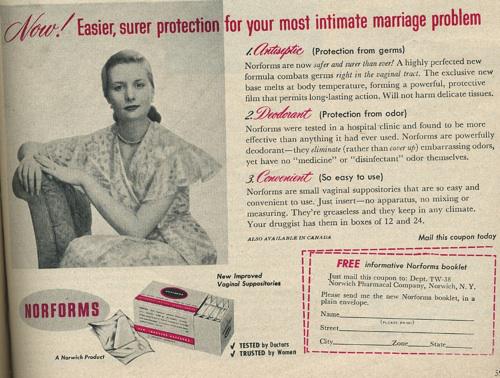 Now! Easier, surer protection for your most intimate marriage problem
1. Antiseptic (Protection from germs)
Norforms are now safer and surer than ever! A highly perfected new
formula combats germs right in the vaginal tract. The exclusive new
base melts at body temperature, forming a powerful, protective
film that permits long-lasting action. Will not harm delicate tissues.
2. Deodorant (Protection from odor)
Norforms were tested in a hospital clinic and found to be more
effective than anything it had ever used. Norforms are powerfully
deodorant—they eliminate (rather than cover up) embarrassing odors,
yet have no "medicine" or "disinfectant" odor themselves.
3. Convenient (So easy to use)
Norforms are small vaginal suppositories that are so easy and
convenient to use. Just insert—no apparatus, no mixing or
measuring. They're greaseless and they keep in any climate.
Your druggist has them in boxes of 12 and 24.
ALSO AVAILABLE IN CANADA
Mail this coupon today
FREE informative Norforms booklet
Just mail this coupon to: Dept. TW-38
Norwich Pharmacal Company, Norwich, N. Y.
Please send me the new Norforms booklet, in a
plain envelope.
Name
(PLEASE PRINT)
Street
City Zone State
New Improved
Vaginal Suppositories
NORFORMS
A Norwich Product
✓ TESTED by Doctors
✓ TRUSTED by Women